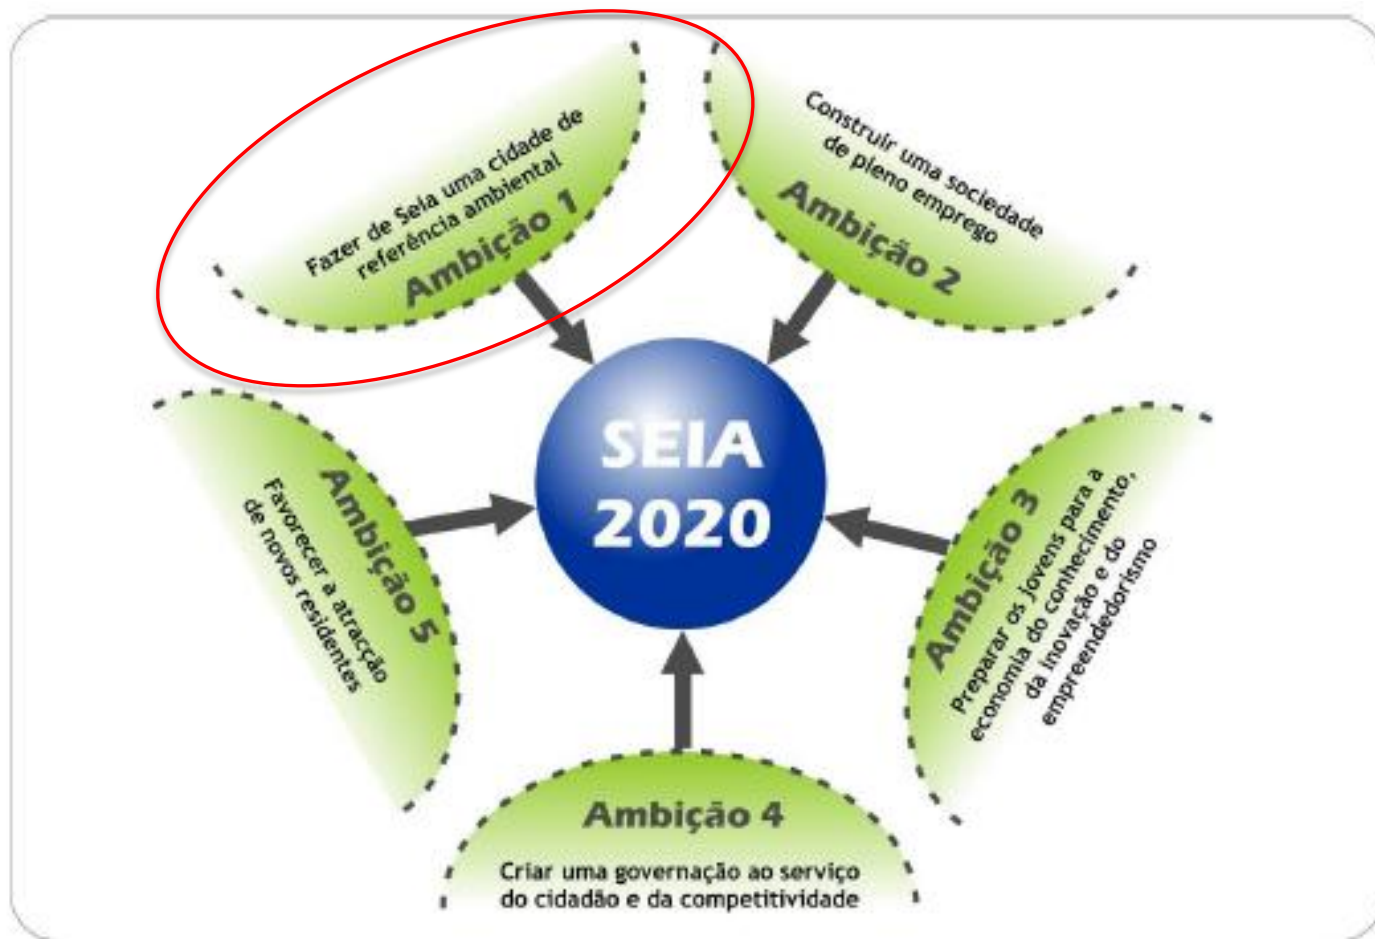 Fazer de Seia uma cidade de
referência ambiental
Ambição 1
Construir uma sociedade
de pleno emprego
Ambição 2
SEIA
2020
Ambição 3
Preparar os jovens para a
economia do conhecimento,
da inovação e do
empreendedorismo
Ambição 4
Criar uma governação ao serviço
do cidadão e da competitividade
Ambição 5
Favorecer a atracção
de novos residentes